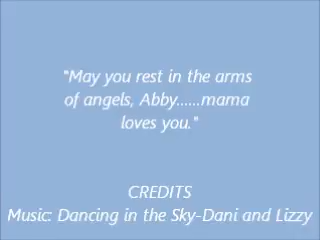 "May you rest in the arms
of angels, Abby......mama
loves you."
CREDITS
Music: Dancing in the Sky-Dani and Lizzy